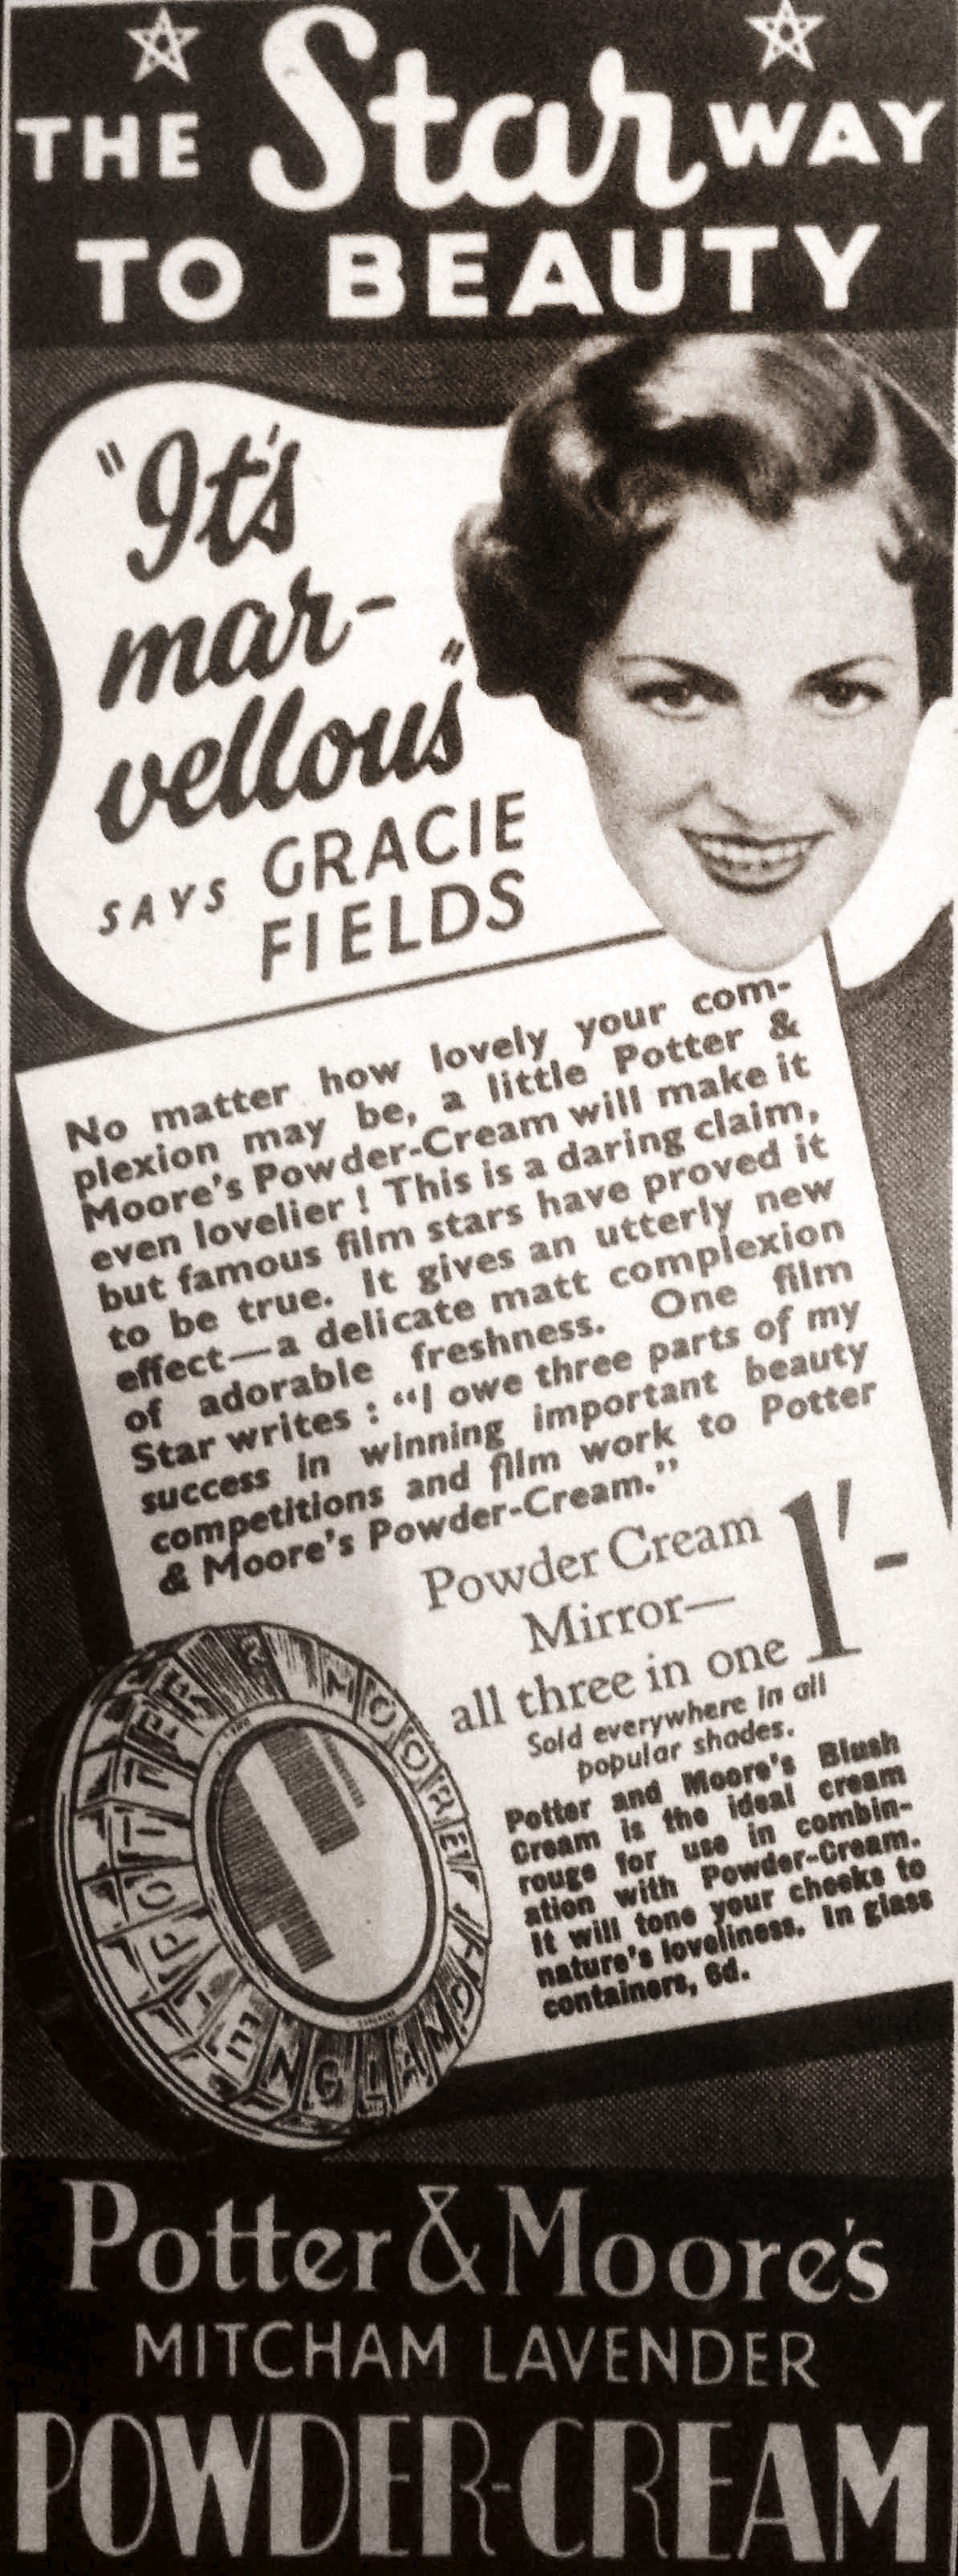 THE Star WAY
TO BEAUTY
"It's
mar-
vellous"
SAYS GRACIE
FIELDS
No matter how lovely your com-
plexion may be, a little Potter &
Moore's Powder-Cream will make it
even lovelier! This is a daring claim,
but famous film stars have proved it
to be true. It gives an utterly new
effect—a delicate matt complexion
of adorable freshness. One film
Star writes: "I owe three parts of my
success in winning important beauty
competitions and film work to Potter
& Moore's Powder-Cream."
Powder Cream
Mirror—
all three in one 1/-
Sold everywhere in all
popular shades.
Potter and Moore's Blush
Cream is the ideal cream
rouge for use in combin-
ation with Powder-Cream.
It will tone your cheeks to
nature's loveliness. In glass
containers, 6d.
POTTER & MOORE
ENGLAND
Potter & Moore's
MITCHAM LAVENDER
POWDER-CREAM